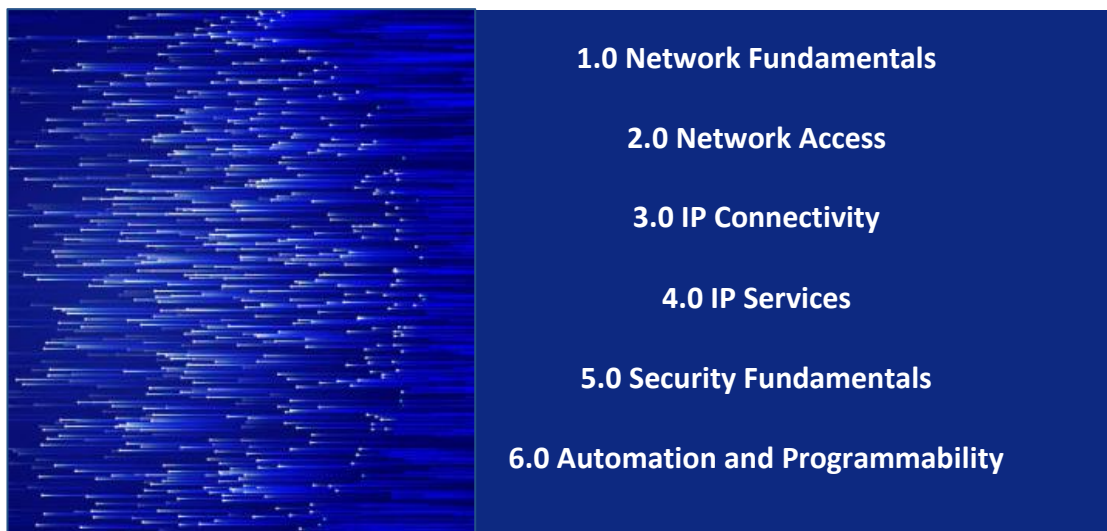 1.0 Network Fundamentals
2.0 Network Access
3.0 IP Connectivity
4.0 IP Services
5.0 Security Fundamentals
6.0 Automation and Programmability